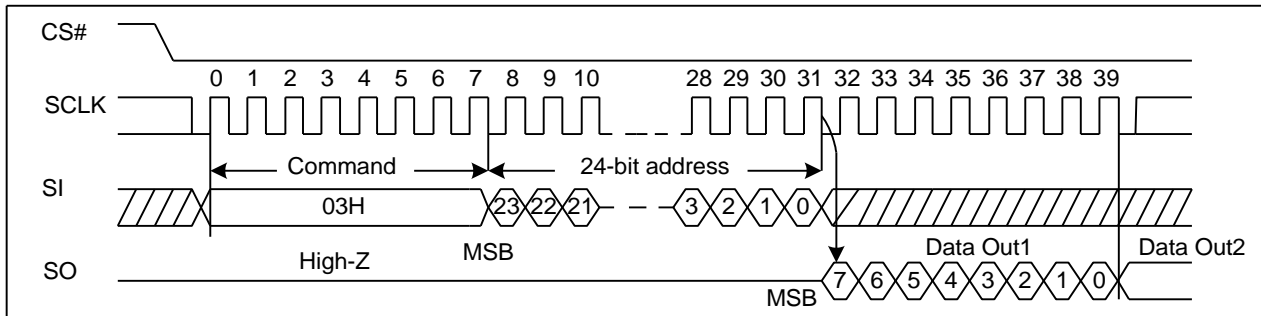 CS#
0 1 2 3 4 5 6 7 8 9 10 28 29 30 31 32 33 34 35 36 37 38 39
SCLK
Command 24-bit address
SI
03H 23 22 21 3 2 1 0
MSB
High-Z Data Out1 Data Out2
SO
MSB 7 6 5 4 3 2 1 0